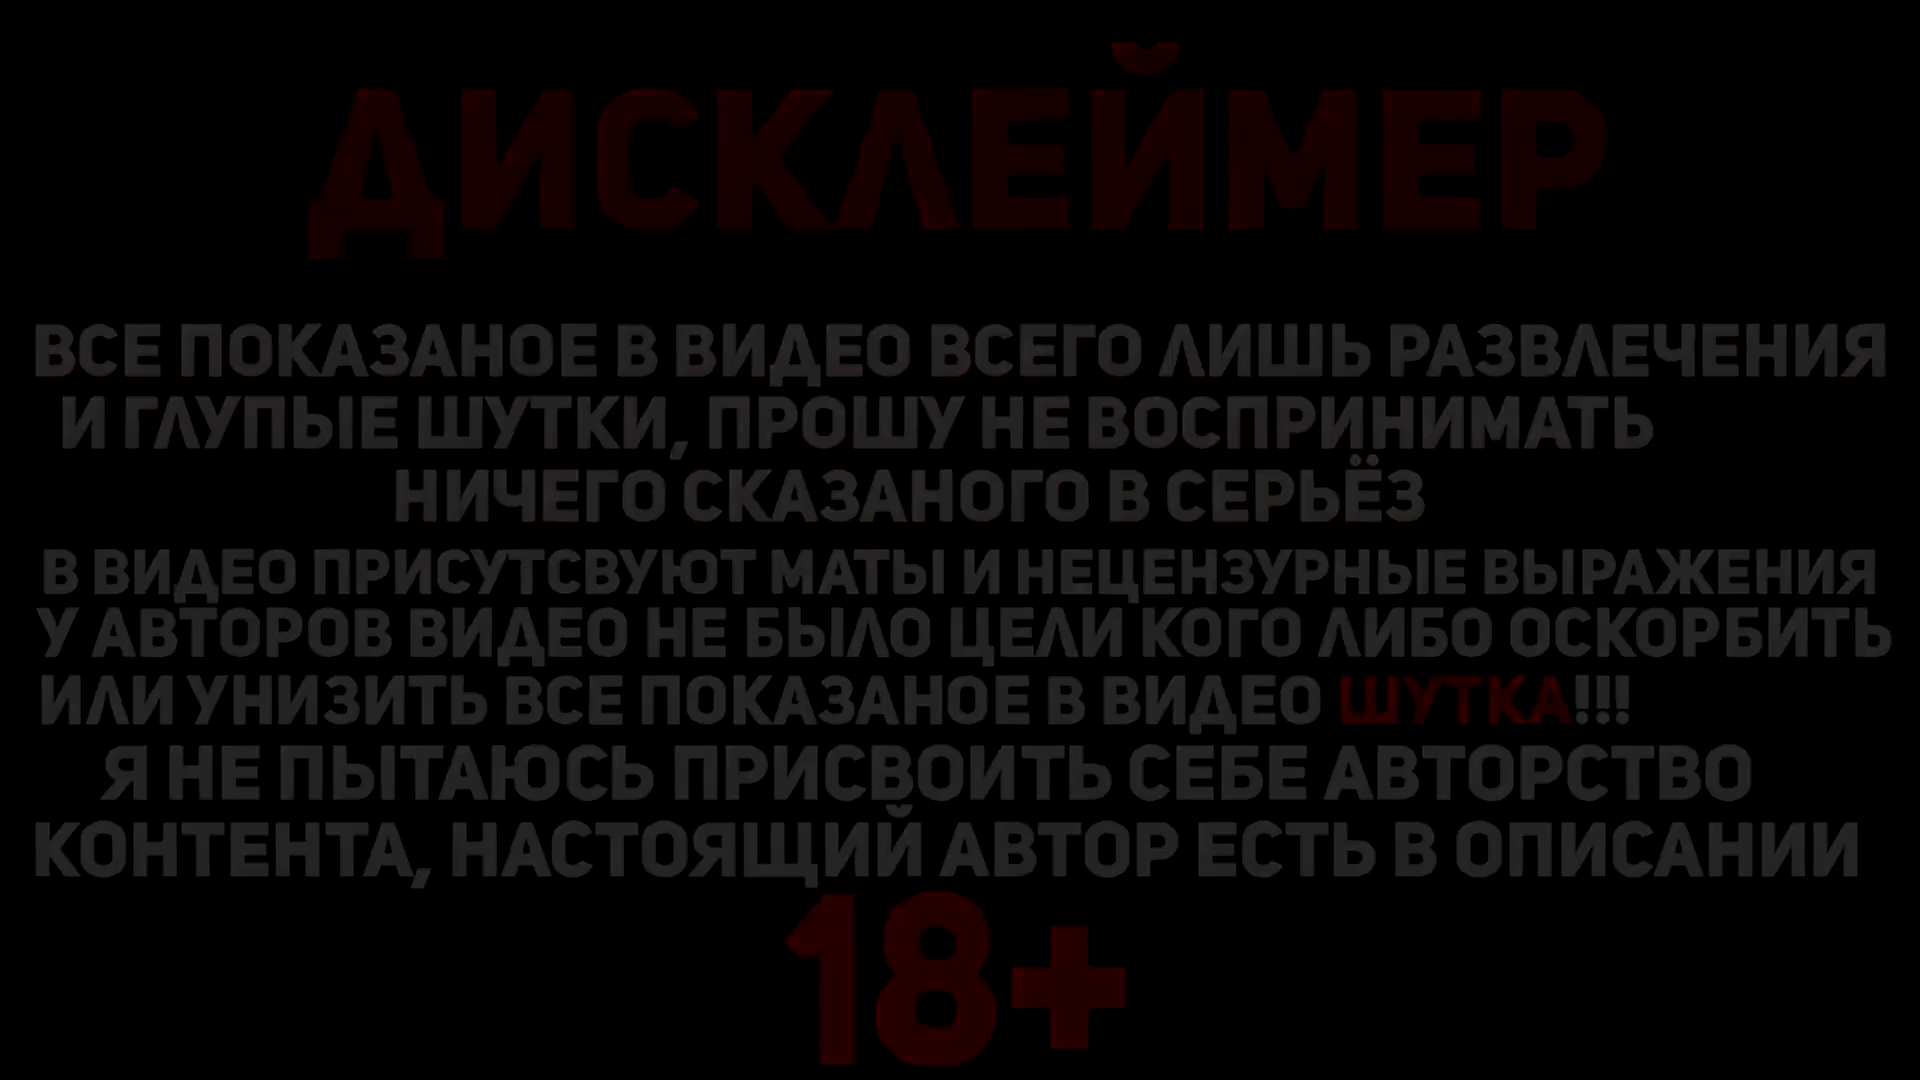 ДИСКЛЕЙМЕР
ВСЕ ПОКАЗАНОЕ В ВИДЕО ВСЕГО ЛИШЬ РАЗВЛЕЧЕНИЯ
И ГЛУПЫЕ ШУТКИ, ПРОШУ НЕ ВОСПРИНИМАТЬ
НИЧЕГО СКАЗАНОГО В СЕРЬЁЗ
В ВИДЕО ПРИСУТСВУЮТ МАТЫ И НЕЦЕНЗУРНЫЕ ВЫРАЖЕНИЯ
У АВТОРОВ ВИДЕО НЕ БЫЛО ЦЕЛИ КОГО ЛИБО ОСКОРБИТЬ
ИЛИ УНИЗИТЬ ВСЕ ПОКАЗАНОЕ В ВИДЕО ШУТКА!!!
Я НЕ ПЫТАЮСЬ ПРИСВОИТЬ СЕБЕ АВТОРСТВО
КОНТЕНТА, НАСТОЯЩИЙ АВТОР ЕСТЬ В ОПИСАНИИ
18+